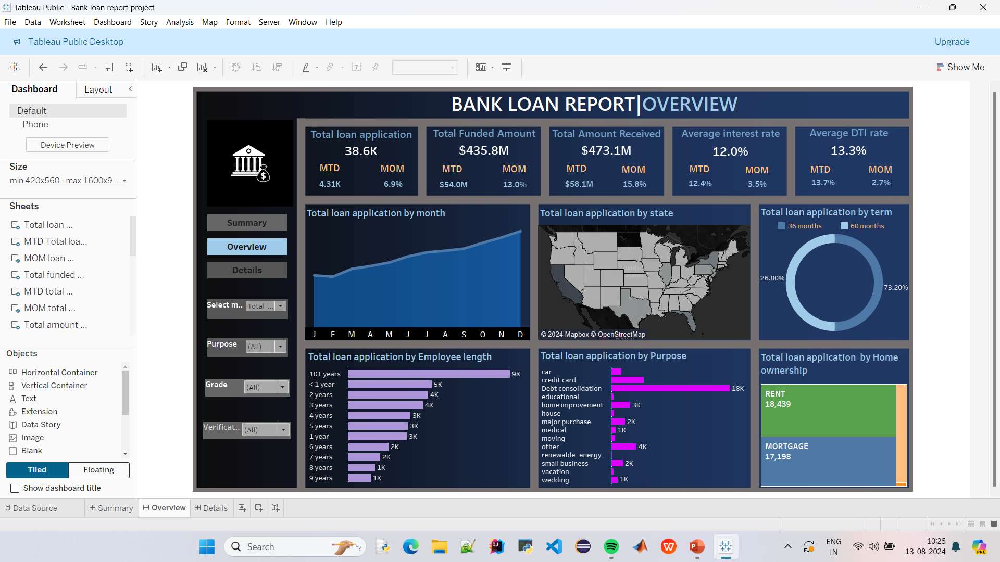 Tableau Public - Bank loan report project
File Data Worksheet Dashboard Story Analysis Map Format Server Window Help
Tableau Public Desktop
Upgrade
Show Me
Dashboard
Layout
Default
Phone
Device Preview
Size
min 420x560 - max 1600x9...
Sheets
Total loan ...
MTD Total loa...
MOM loan ...
Total funded ...
MTD total ...
MOM total ...
Total amount ...
Objects
Horizontal Container
Vertical Container
Text
Extension
Data Story
Image
Blank
Tiled
Floating
Show dashboard title
BANK LOAN REPORT|OVERVIEW
$
Summary
Overview
Details
Select m.. Total l...
Purpose (All)
Grade (All)
Verificat.. (All)
Total loan application
38.6K
MTD MOM
4.31K 6.9%
Total Funded Amount
$435.8M
MTD MOM
$54.0M 13.0%
Total Amount Received
$473.1M
MTD MOM
$58.1M 15.8%
Average interest rate
12.0%
MTD MOM
12.4% 3.5%
Average DTI rate
13.3%
MTD MOM
13.7% 2.7%
Total loan application by month
J F M A M J J A S O N D
Total loan application by state
United
© 2024 Mapbox © OpenStreetMap
Total loan application by term
36 months 60 months
26.80%
73.20%
Total loan application by Employee length
10+ years 9K
< 1 year 5K
2 years 4K
3 years 4K
4 years 3K
5 years 3K
1 year 3K
6 years 2K
7 years 2K
8 years 1K
9 years 1K
Total loan application by Purpose
car
credit card
Debt consolidation 18K
educational
home improvement 3K
house
major purchase 2K
medical 1K
moving
other 4K
renewable_energy
small business 2K
vacation
wedding 1K
Total loan application by Home
ownership
RENT
18,439
MORTGAGE
17,198
Data Source
Summary
Overview
Details
Search
ENG
IN
10:25
13-08-2024
PRE